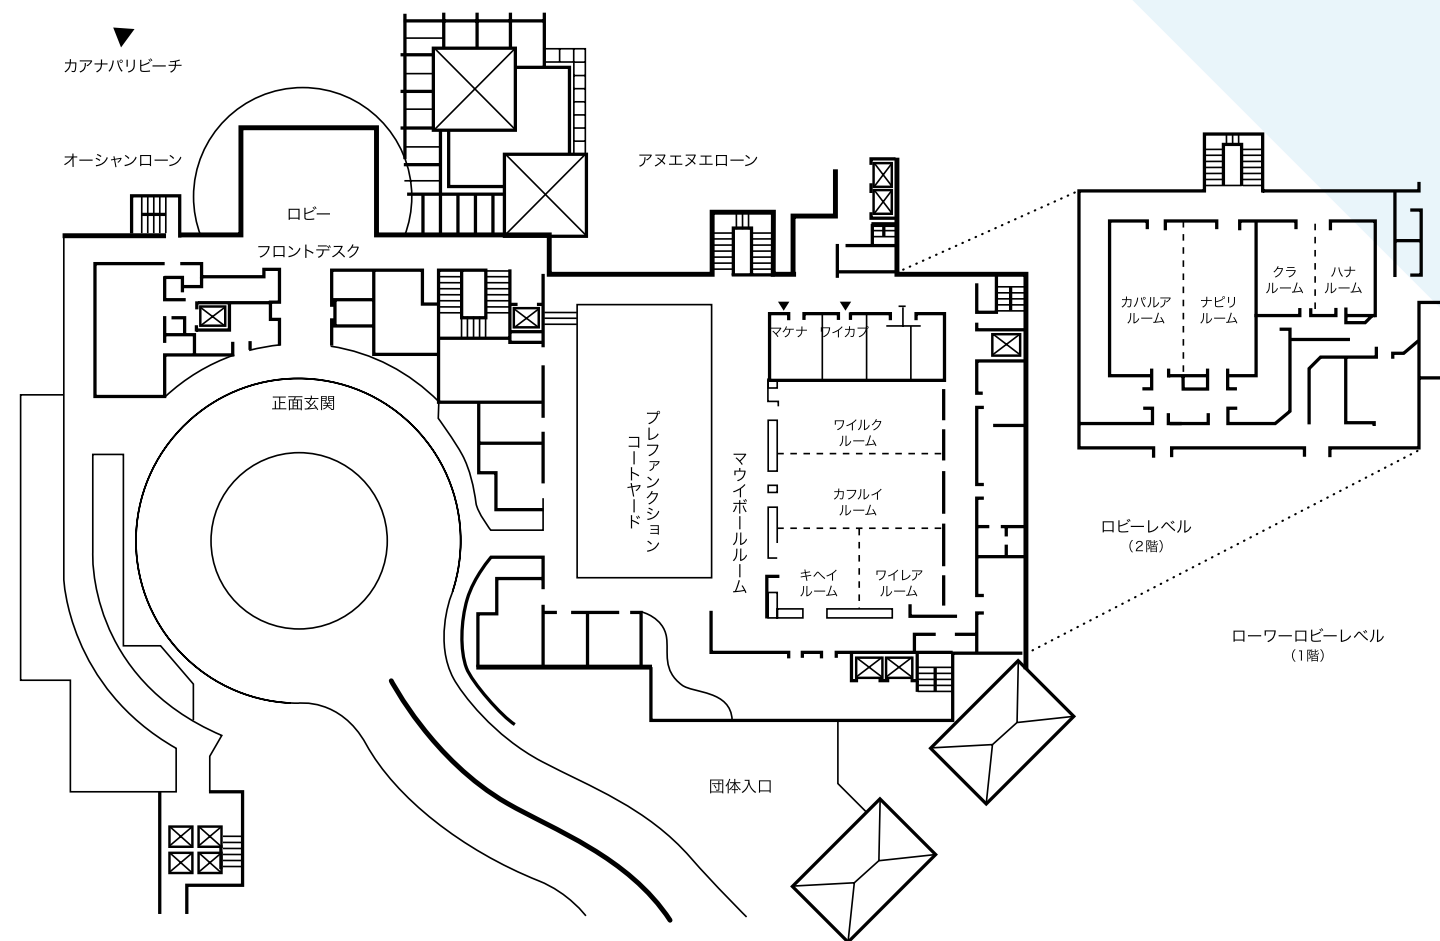 カアナパリビーチ
オーシャンローン
アヌエヌエローン
ロビー
フロントデスク
正面玄関
プレファンクション
コートヤード
マウイボールルーム
マケナ
ワイカプ
ワイルク
ルーム
カフルイ
ルーム
キヘイ
ルーム
ワイレア
ルーム
団体入口
カパルア
ルーム
ナピリ
ルーム
クラ
ルーム
ハナ
ルーム
ロビーレベル
(2階)
ローワーロビーレベル
(1階)